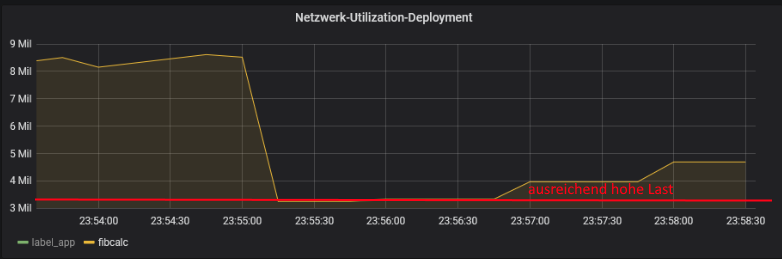 Netzwerk-Utilization-Deployment
9 Mil
8 Mil
7 Mil
6 Mil
5 Mil
4 Mil
ausreichend hohe Last
3 Mil
23:54:00 23:54:30 23:55:00 23:55:30 23:56:00 23:56:30 23:57:00 23:57:30 23:58:00 23:58:30
label_app fibcalc